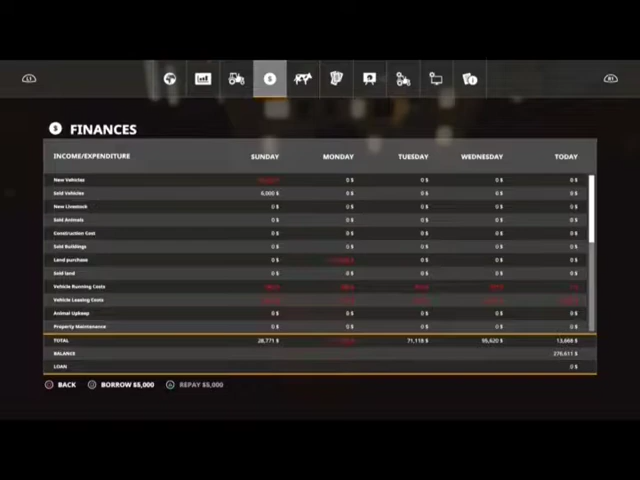 L1
R1
FINANCES
INCOME/EXPENDITURE SUNDAY MONDAY TUESDAY WEDNESDAY TODAY
New Vehicles 0 $ 0 $ 0 $ 0 $
Sold Vehicles 6,000 $ 0 $ 0 $ 0 $ 0 $
New Livestock 0 $ 0 $ 0 $ 0 $ 0 $
Sold Animals 0 $ 0 $ 0 $ 0 $ 0 $
Construction Cost 0 $ 0 $ 0 $ 0 $ 0 $
Sold Buildings 0 $ 0 $ 0 $ 0 $ 0 $
Land purchase 0 $ 0 $ 0 $ 0 $
Sold land 0 $ 0 $ 0 $ 0 $ 0 $
Vehicle Running Costs
Vehicle Leasing Costs
Animal Upkeep 0 $ 0 $ 0 $ 0 $ 0 $
Property Maintenance 0 $ 0 $ 0 $ 0 $ 0 $
TOTAL 28,771 $ 71,118 $ 95,620 $ 13,668 $
BALANCE 276,611 $
LOAN 0 $
BACK BORROW $5,000 REPAY $5,000